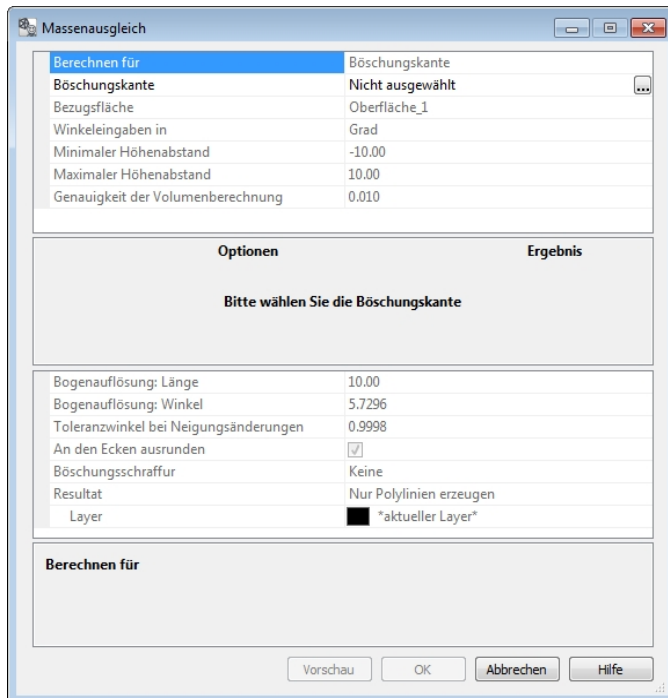 Massenausgleich
Berechnen für Böschungskante
Böschungskante Nicht ausgewählt ...
Bezugsfläche Oberfläche_1
Winkeleingaben in Grad
Minimaler Höhenabstand -10.00
Maximaler Höhenabstand 10.00
Genauigkeit der Volumenberechnung 0.010
Optionen Ergebnis
Bitte wählen Sie die Böschungskante
Bogenauflösung: Länge 10.00
Bogenauflösung: Winkel 5.7296
Toleranzwinkel bei Neigungsänderungen 0.9998
An den Ecken ausrunden
Böschungsschraffur Keine
Resultat Nur Polylinien erzeugen
Layer *aktueller Layer*
Berechnen für
Vorschau OK Abbrechen Hilfe